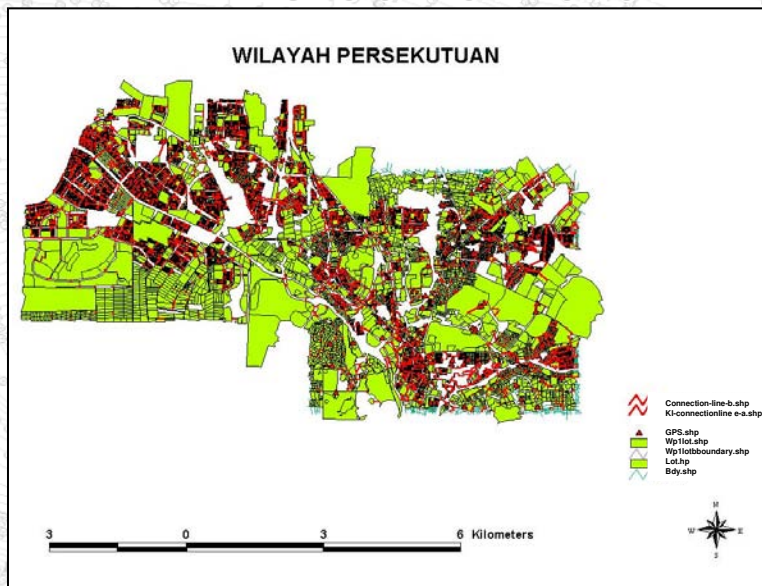 WILAYAH PERSEKUTUAN
Connection-line-b.shp
Kl-connectionline e-a.shp
GPS.shp
Wp1lot.shp
Wp1lotbboundary.shp
Lot.hp
Bdy.shp
3 0 3 6 Kilometers
N
W E
S